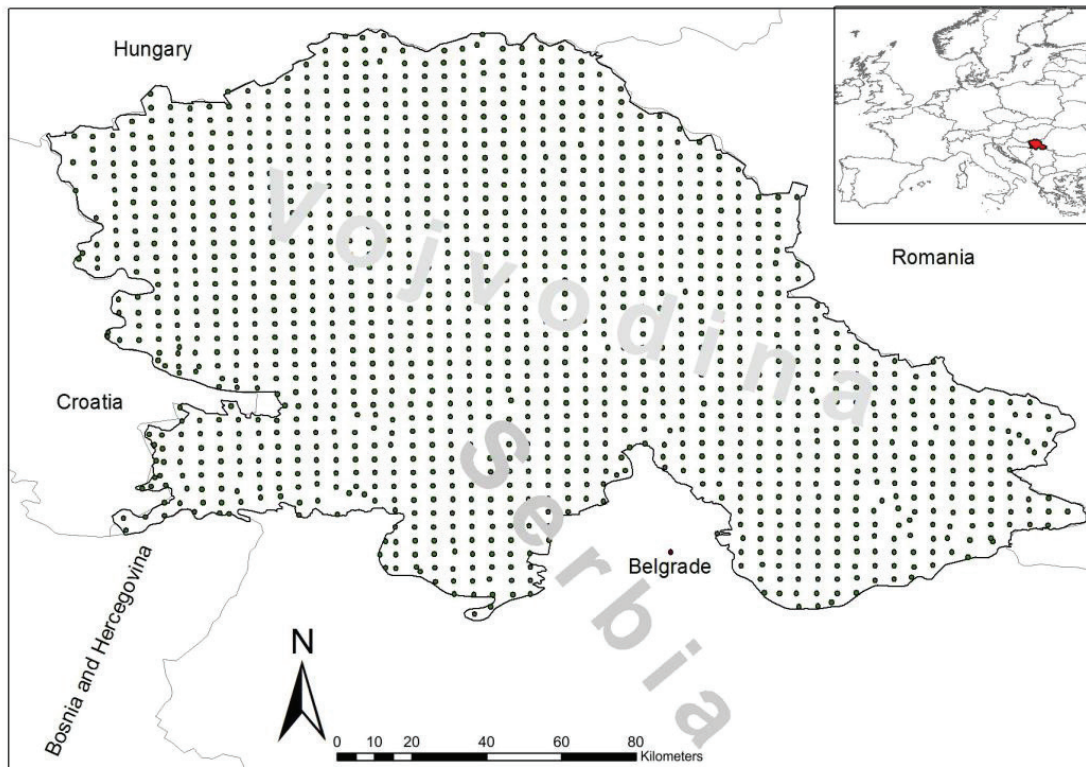 Hungary
Romania
Vojvodina
Croatia
Serbia
Belgrade
Bosnia and Hercegovina
N
0 10 20 40 60 80
Kilometers